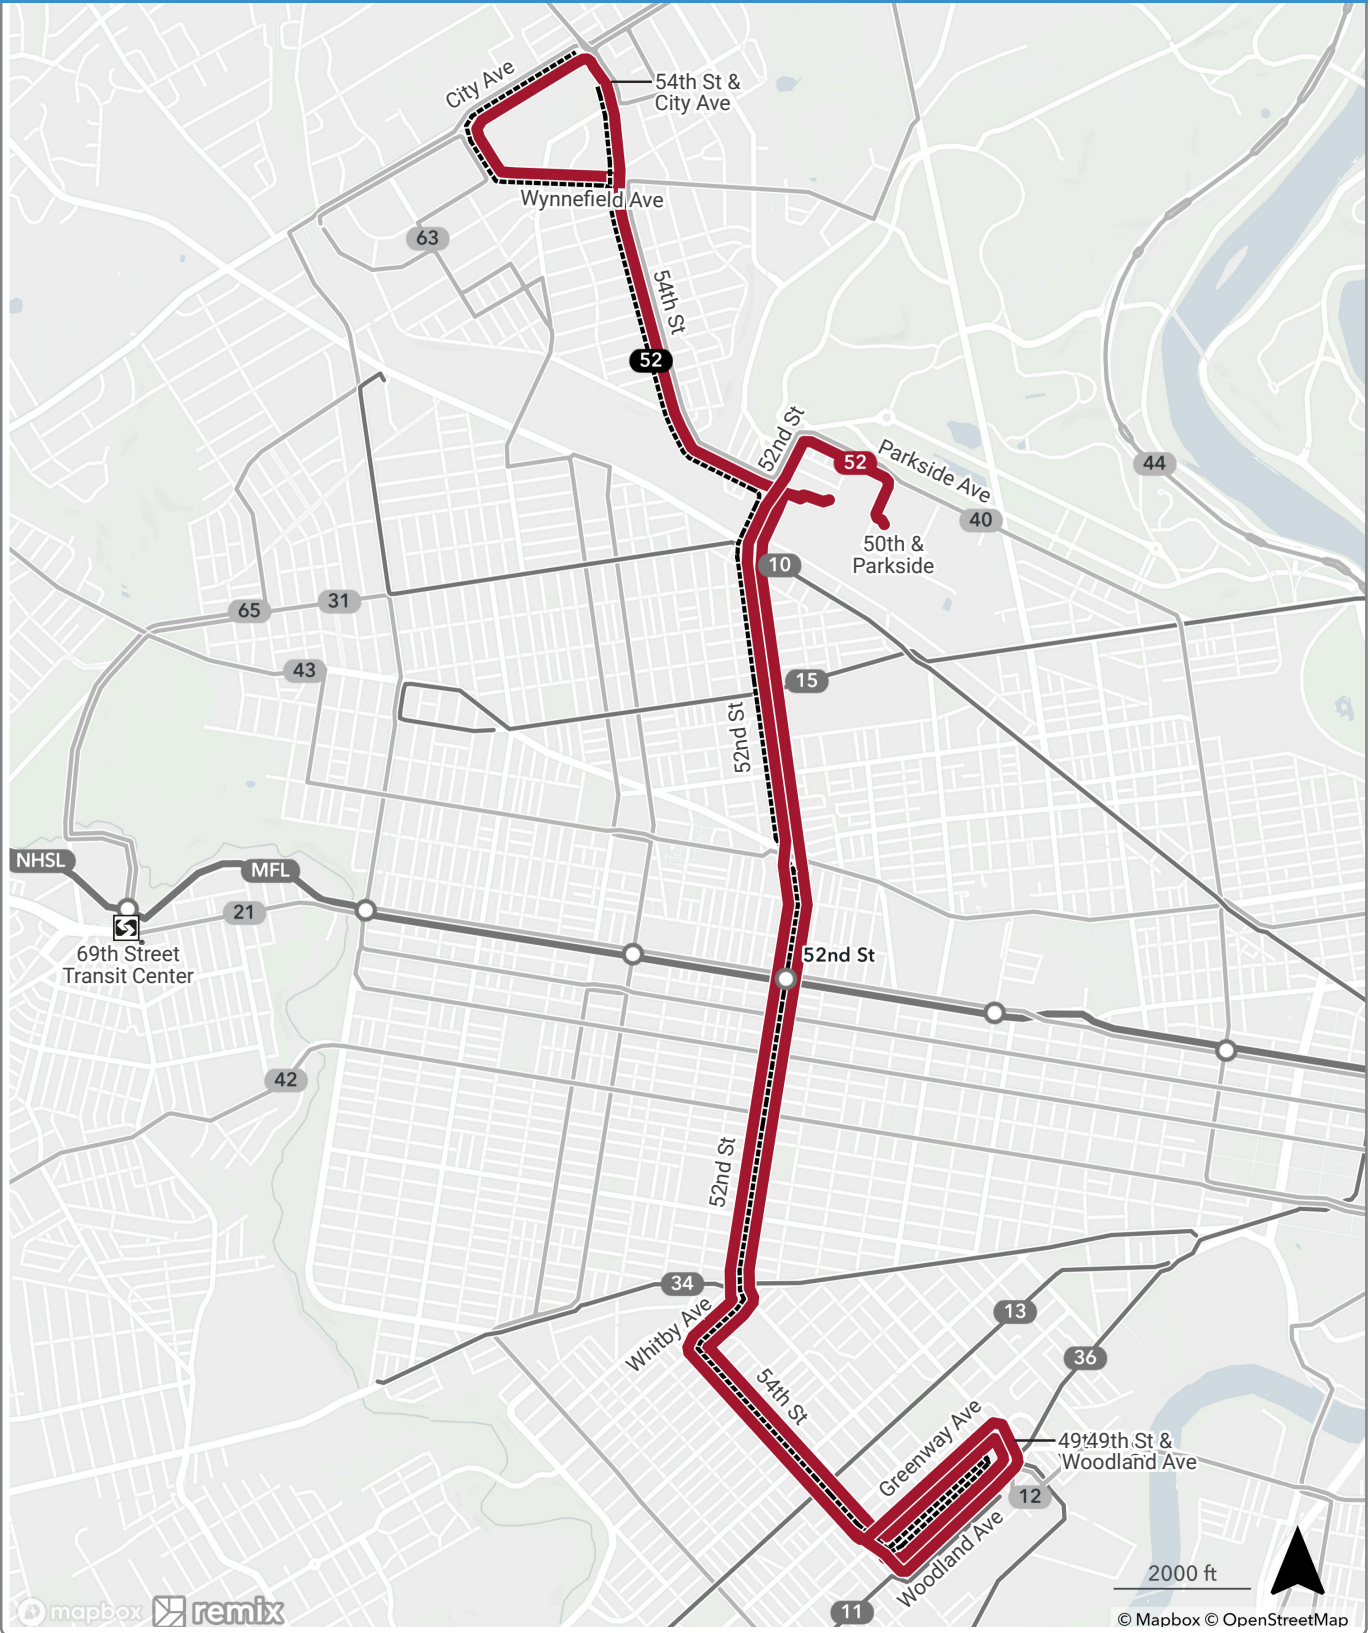 City Ave
54th St &
City Ave
Wynnefield Ave
63
54th St
52
52nd St
52
Parkside Ave
44
40
50th &
Parkside
10
31
65
43
15
52nd St
NHSL
MFL
21
69th Street
Transit Center
52nd St
42
52nd St
34
Whitby Ave
13
36
54th St
Greenway Ave
49th St &
Woodland Ave
12
Woodland Ave
11
2000 ft
mapbox
remix
© Mapbox © OpenStreetMap